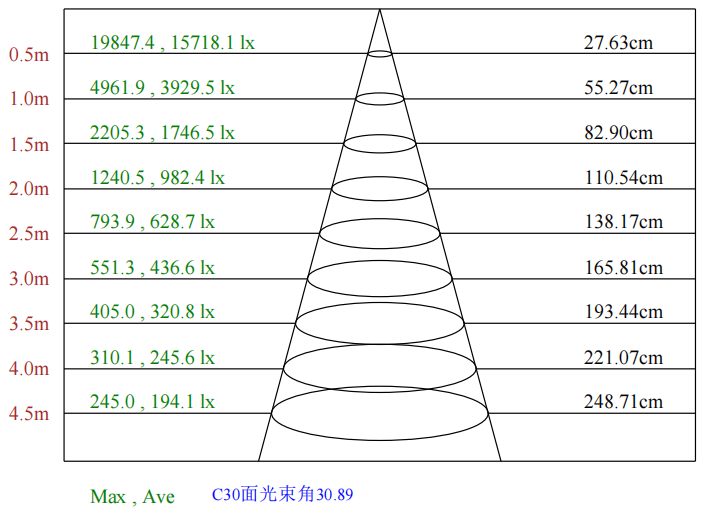 19847.4 , 15718.1 lx 27.63cm
0.5m
4961.9 , 3929.5 lx 55.27cm
1.0m
2205.3 , 1746.5 lx 82.90cm
1.5m
1240.5 , 982.4 lx 110.54cm
2.0m
793.9 , 628.7 lx 138.17cm
2.5m
551.3 , 436.6 lx 165.81cm
3.0m
405.0 , 320.8 lx 193.44cm
3.5m
310.1 , 245.6 lx 221.07cm
4.0m
245.0 , 194.1 lx 248.71cm
4.5m
Max , Ave C30面光束角30.89